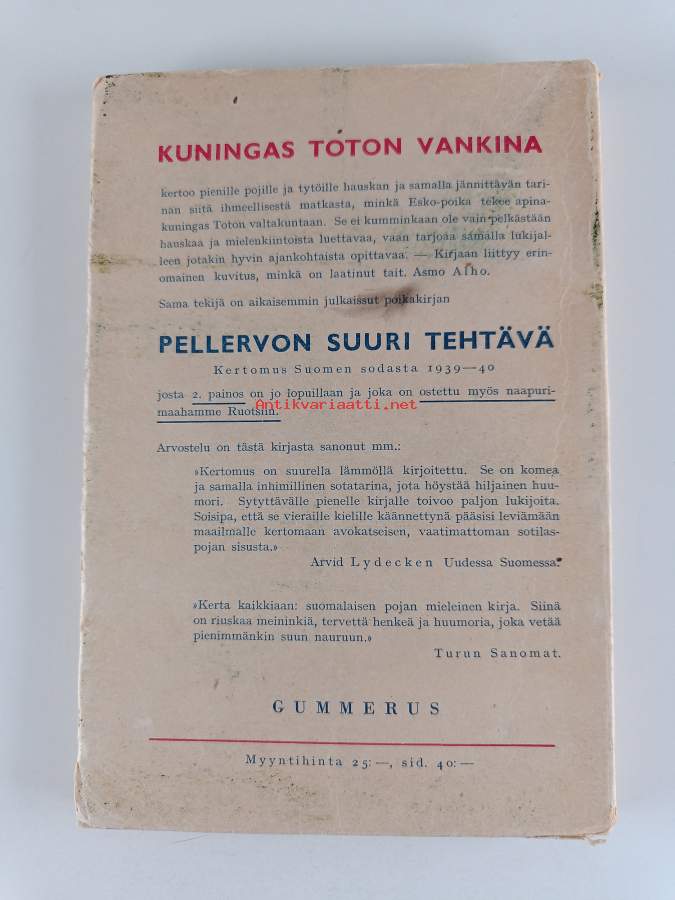 KUNINGAS TOTON VANKINA
kertoo pienille pojille ja tytöille hauskan ja samalla jännittävän tari-
nan siitä ihmeellisestä matkasta, minkä Esko-poika tekee apina-
kuningas Toton valtakuntaan. Se ei kumminkaan ole vain pelkästään
hauskaa ja mielenkiintoista luettavaa, vaan tarjoaa samalla lukijal-
leen jotakin hyvin ajankohtaista opittavaa. — Kirjaan liittyy erin-
omainen kuvitus, minkä on laatinut tait. Asmo Alho.
Sama tekijä on aikaisemmin julkaissut poikakirjan
PELLERVON SUURI TEHTÄVÄ
Kertomus Suomen sodasta 1939—40
josta 2. painos on jo lopuillaan ja joka on ostettu myös naapuri-
Antikvariaatti.net
maahamme Ruotsiin.
Arvostelu on tästä kirjasta sanonut mm.:
»Kertomus on suurella lämmöllä kirjoitettu. Se on komea
ja samalla inhimillinen sotatarina, jota höystää hiljainen huu-
mori. Sytyttävälle pienelle kirjalle toivoo paljon lukijoita.
Soisipa, että se vieraille kielille käännettynä pääsisi leviämään
maailmalle kertomaan avokatseisen, vaatimattoman sotilas-
pojan sisusta.»
Arvid Lydecken Uudessa Suomessa.
»Kerta kaikkiaan: suomalaisen pojan mieleinen kirja. Siinä
on riuskaa meininkiä, tervettä henkeä ja huumoria, joka vetää
pienimmänkin suun nauruun.»
Turun Sanomat.
GUMMERUS
Myyntihinta 25:—, sid. 40:—